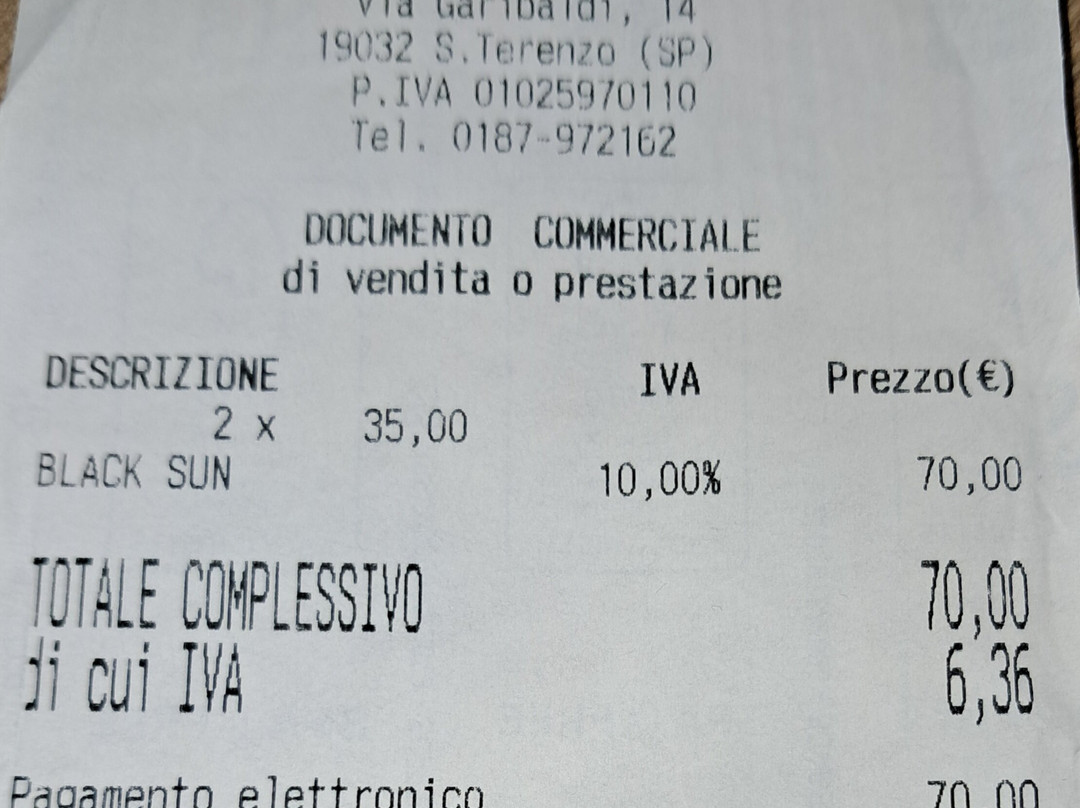 Via Garibaldi, 14
19032 S.Terenzo (SP)
P.IVA 01025970110
Tel. 0187-972162
DOCUMENTO COMMERCIALE
di vendita o prestazione
DESCRIZIONE IVA Prezzo(€)
2 x 35,00
BLACK SUN 10,00% 70,00
TOTALE COMPLESSIVO 70,00
di cui IVA 6,36
Pagamento elettronico 70,00